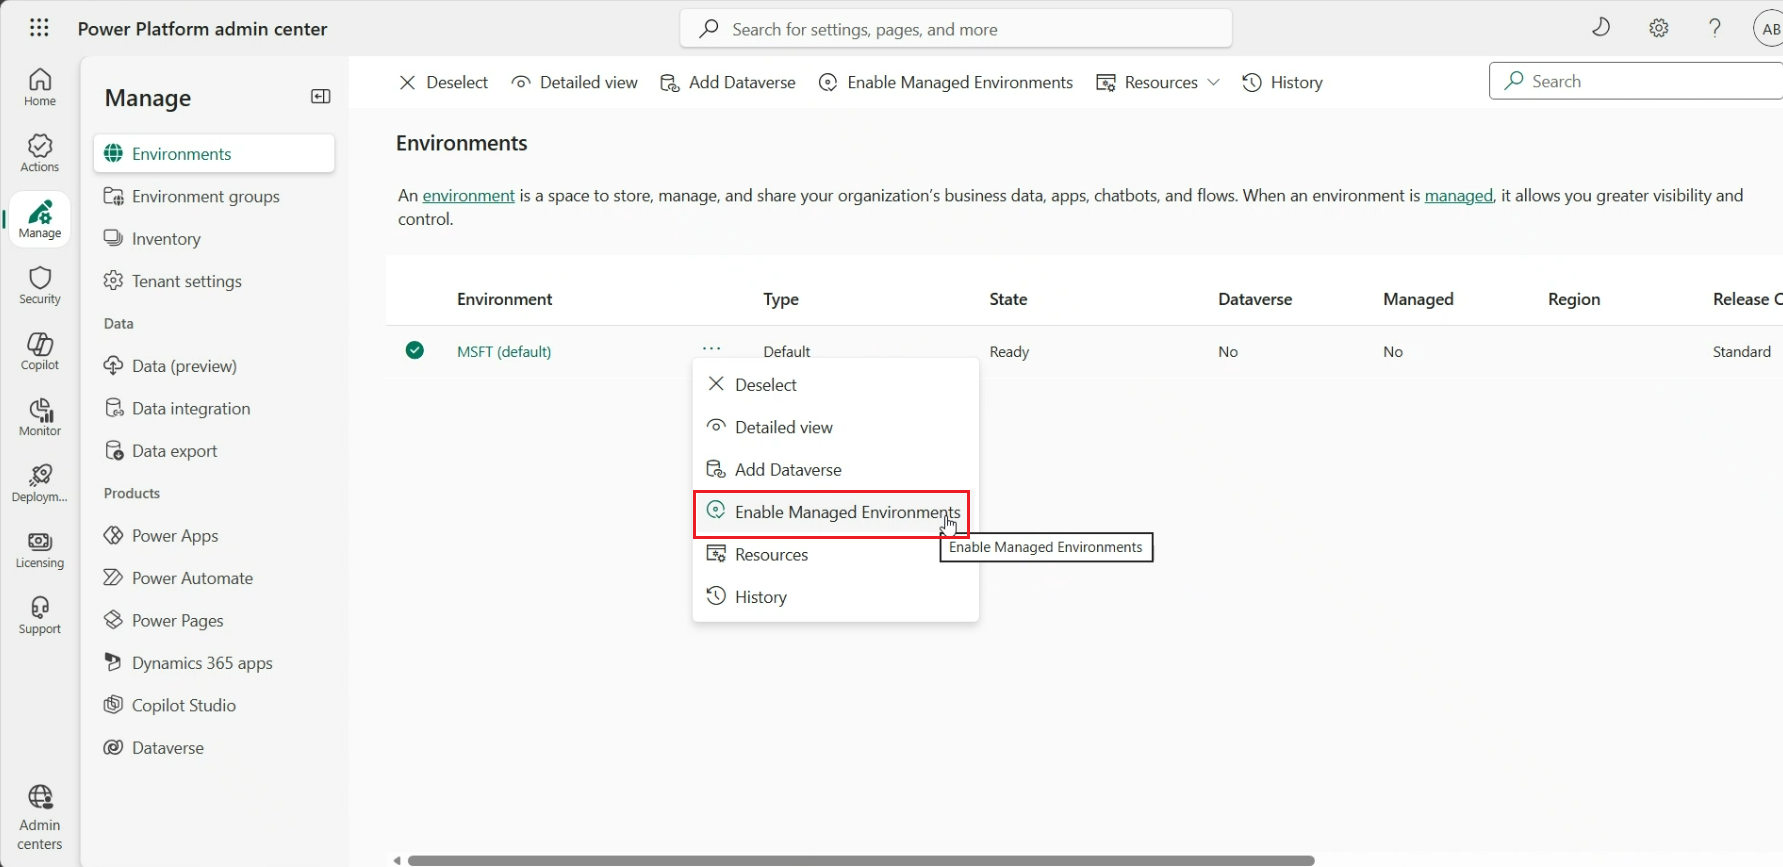 Power Platform admin center
Search for settings, pages, and more
AB
Home
Actions
Manage
Security
Copilot
Monitor
Deploym...
Licensing
Support
Admin
centers
Manage
Environments
Environment groups
Inventory
Tenant settings
Data
Data (preview)
Data integration
Data export
Products
Power Apps
Power Automate
Power Pages
Dynamics 365 apps
Copilot Studio
Dataverse
Deselect Detailed view Add Dataverse Enable Managed Environments Resources History
Search
Environments
An environment is a space to store, manage, and share your organization's business data, apps, chatbots, and flows. When an environment is managed, it allows you greater visibility and
control.
Environment Type State Dataverse Managed Region Release C
MSFT (default) ... Default Ready No No Standard
Deselect
Detailed view
Add Dataverse
Enable Managed Environments
Enable Managed Environments
Resources
History